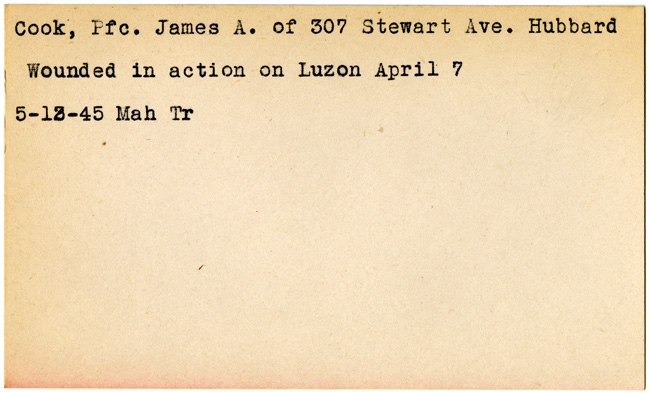 Cook, Pfc. James A. of 307 Stewart Ave. Hubbard
Wounded in action on Luzon April 7
5-13-45 Mah Tr